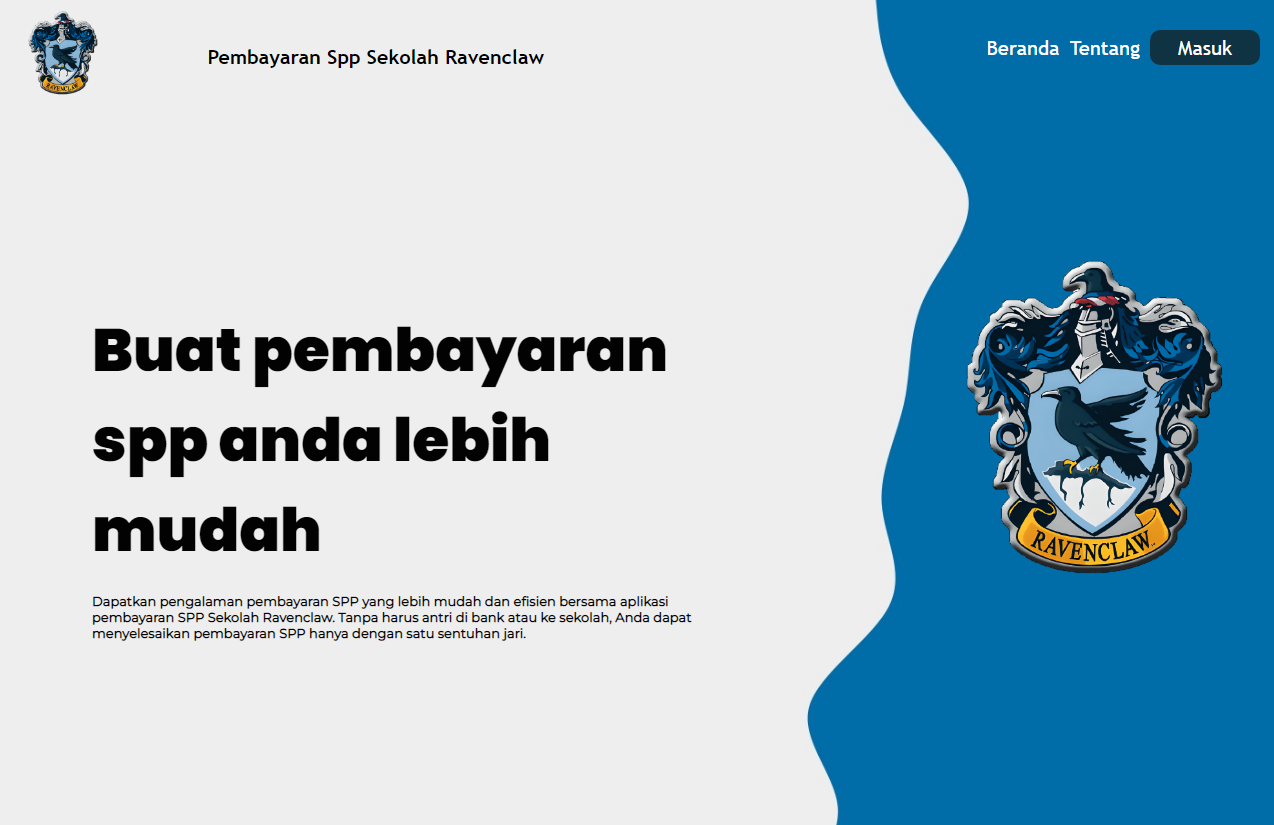 RAVENCLAW
Pembayaran Spp Sekolah Ravenclaw
Beranda Tentang Masuk
Buat pembayaran
spp anda lebih
mudah
Dapatkan pengalaman pembayaran SPP yang lebih mudah dan efisien bersama aplikasi
pembayaran SPP Sekolah Ravenclaw. Tanpa harus antri di bank atau ke sekolah, Anda dapat
menyelesaikan pembayaran SPP hanya dengan satu sentuhan jari.
RAVENCLAW